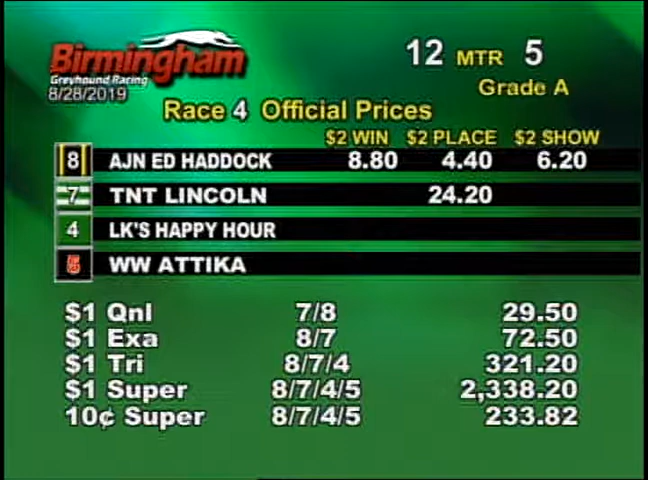 Birmingham
Greyhound Racing
8/28/2019
12 MTR 5
Grade A
Race 4 Official Prices
$2 WIN $2 PLACE $2 SHOW
8 AJN ED HADDOCK 8.80 4.40 6.20
7 TNT LINCOLN 24.20
4 LK'S HAPPY HOUR
5 WW ATTIKA
$1 Qnl 7/8 29.50
$1 Exa 8/7 72.50
$1 Tri 8/7/4 321.20
$1 Super 8/7/4/5 2,338.20
10¢ Super 8/7/4/5 233.82